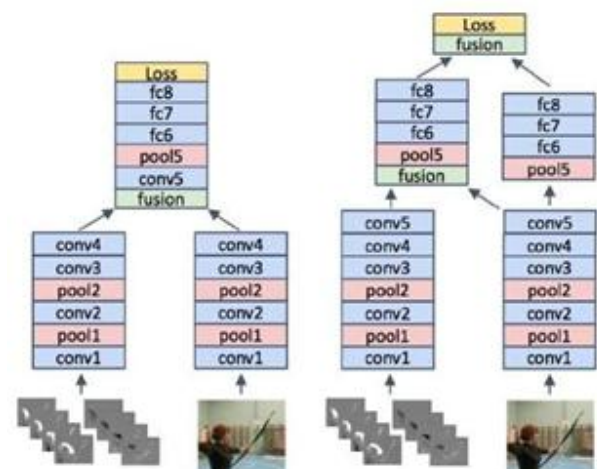 Loss
fc8
fc7
fc6
pool5
conv5
fusion
conv4
conv3
pool2
conv2
pool1
conv1
conv4
conv3
pool2
conv2
pool1
conv1
Loss
fusion
fc8
fc7
fc6
pool5
fusion
fc8
fc7
fc6
pool5
conv5
conv4
conv3
pool2
conv2
pool1
conv1
conv5
conv4
conv3
pool2
conv2
pool1
conv1